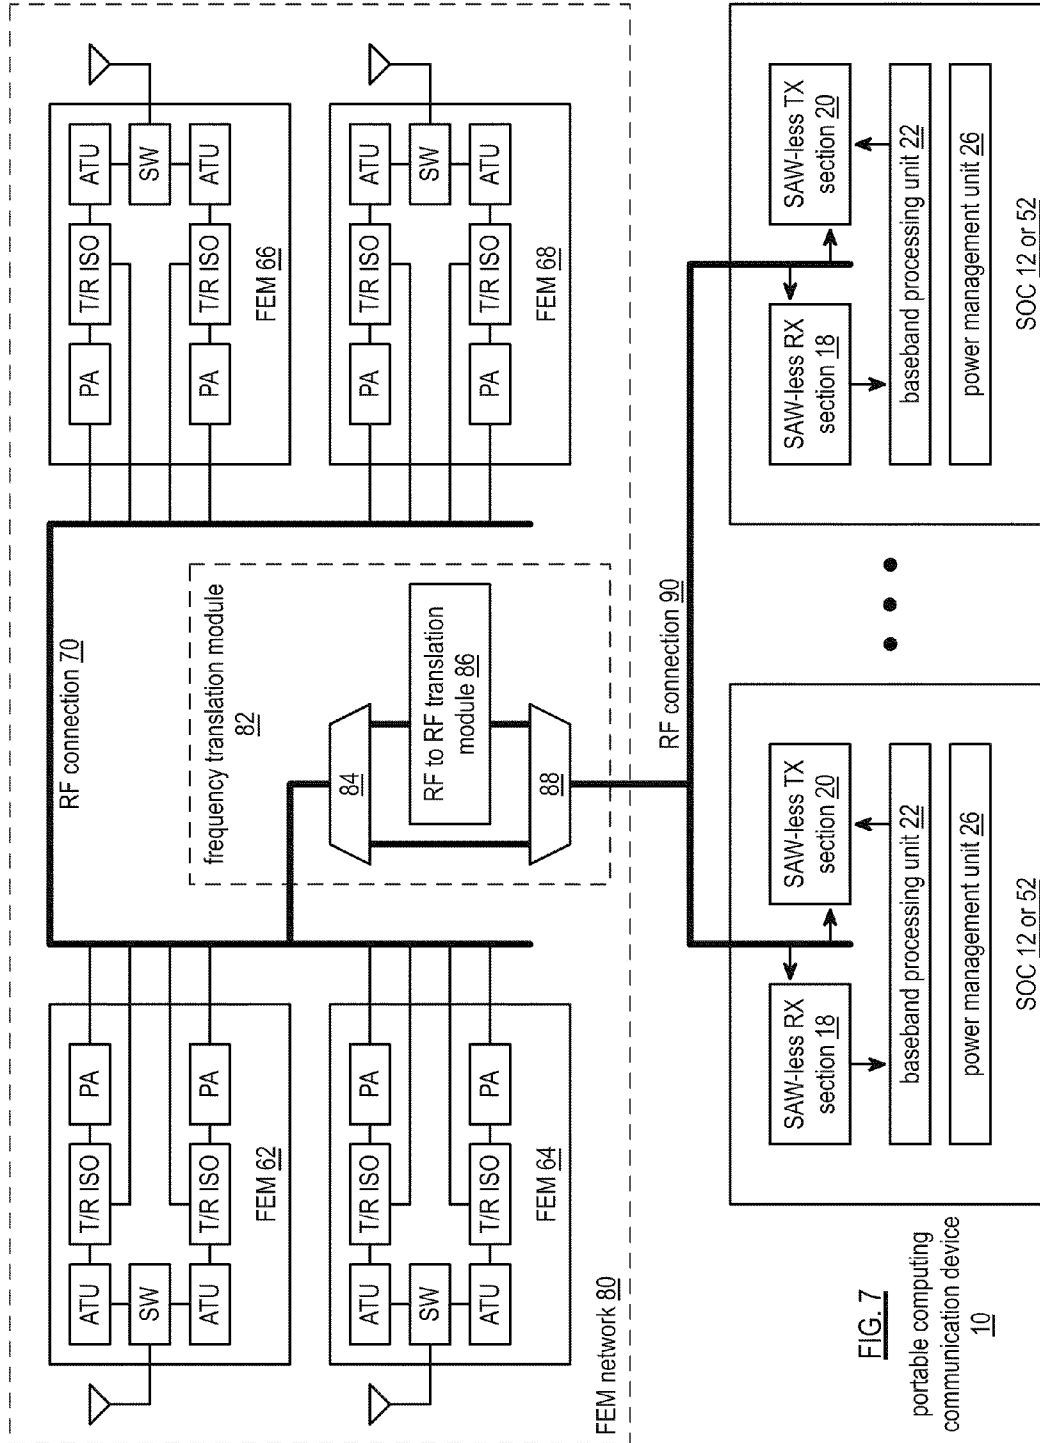 FEM network 80
ATU
T/R ISO
PA
SW
ATU
T/R ISO
PA
FEM 62
ATU
T/R ISO
PA
SW
ATU
T/R ISO
PA
FEM 64
RF connection 70
frequency translation module
82
84
RF to RF translation
module 86
88
PA
T/R ISO
ATU
SW
PA
T/R ISO
ATU
FEM 66
PA
T/R ISO
ATU
SW
PA
T/R ISO
ATU
FEM 68
RF connection 90
SAW-less RX
section 18
SAW-less TX
section 20
baseband processing unit 22
power management unit 26
SOC 12 or 52
SAW-less RX
section 18
SAW-less TX
section 20
baseband processing unit 22
power management unit 26
SOC 12 or 52
FIG. 7
portable computing
communication device
10